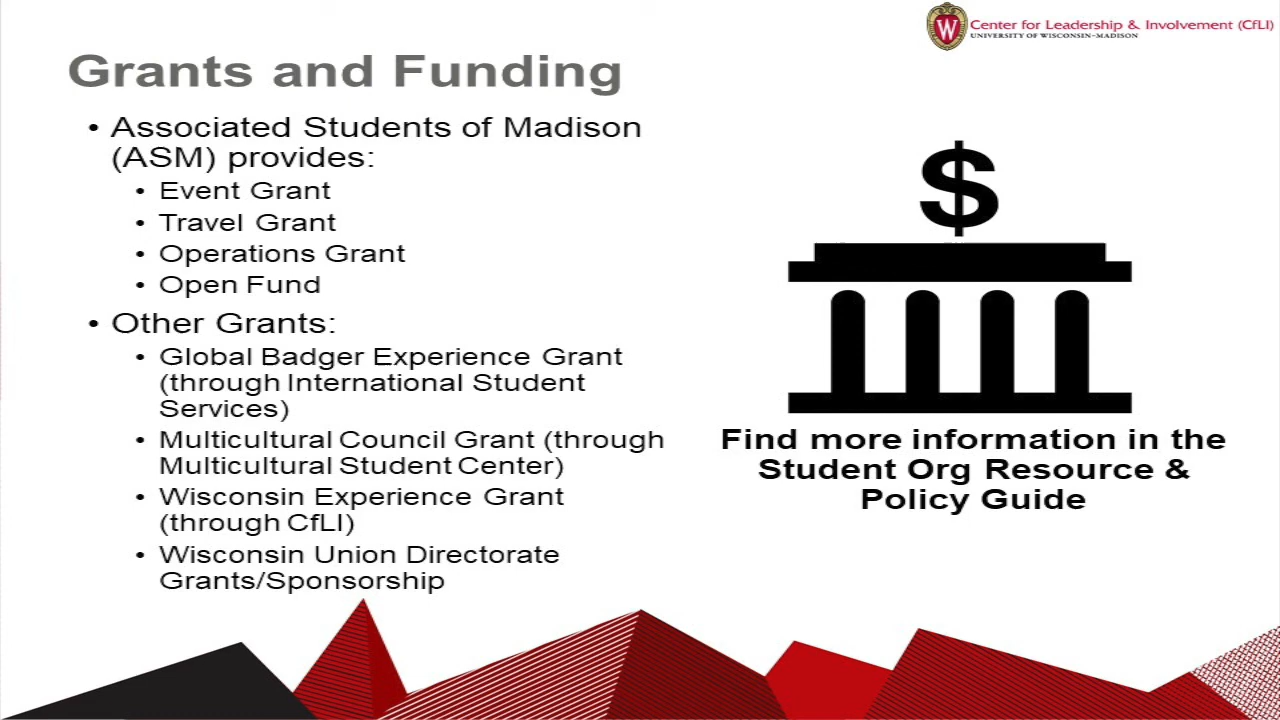 W Center for Leadership & Involvement (CfLI)
UNIVERSITY OF WISCONSIN–MADISON
Grants and Funding
• Associated Students of Madison
(ASM) provides:
• Event Grant
• Travel Grant
• Operations Grant
• Open Fund
• Other Grants:
• Global Badger Experience Grant
(through International Student
Services)
• Multicultural Council Grant (through
Multicultural Student Center)
• Wisconsin Experience Grant
(through CfLI)
• Wisconsin Union Directorate
Grants/Sponsorship
$
Find more information in the
Student Org Resource &
Policy Guide